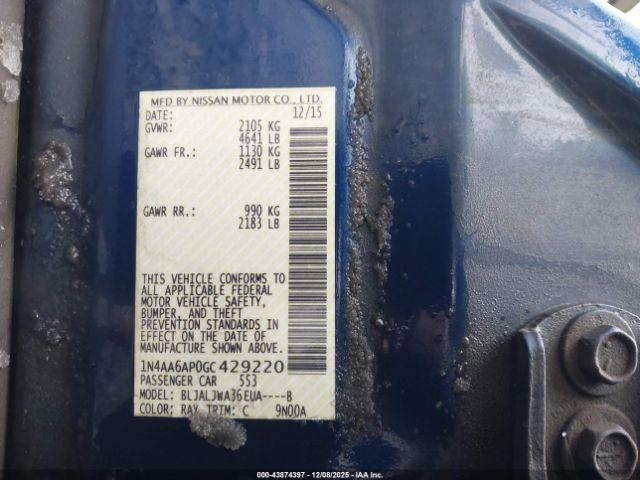 MFD BY NISSAN MOTOR CO., LTD.
DATE: 12/15
GVWR: 2105 KG
4641 LB
GAWR FR.: 1130 KG
2491 LB
GAWR RR.: 990 KG
2183 LB
THIS VEHICLE CONFORMS TO
ALL APPLICABLE FEDERAL
MOTOR VEHICLE SAFETY,
BUMPER, AND THEFT
PREVENTION STANDARDS IN
EFFECT ON THE DATE OF
MANUFACTURE SHOWN ABOVE.
1N4AA6AP0GC429220
PASSENGER CAR 553
MODEL: BLJALJWA36EUA----B
COLOR: RAY TRIM: C 9N00A
000-43874397 - 12/08/2025 - IAA Inc.